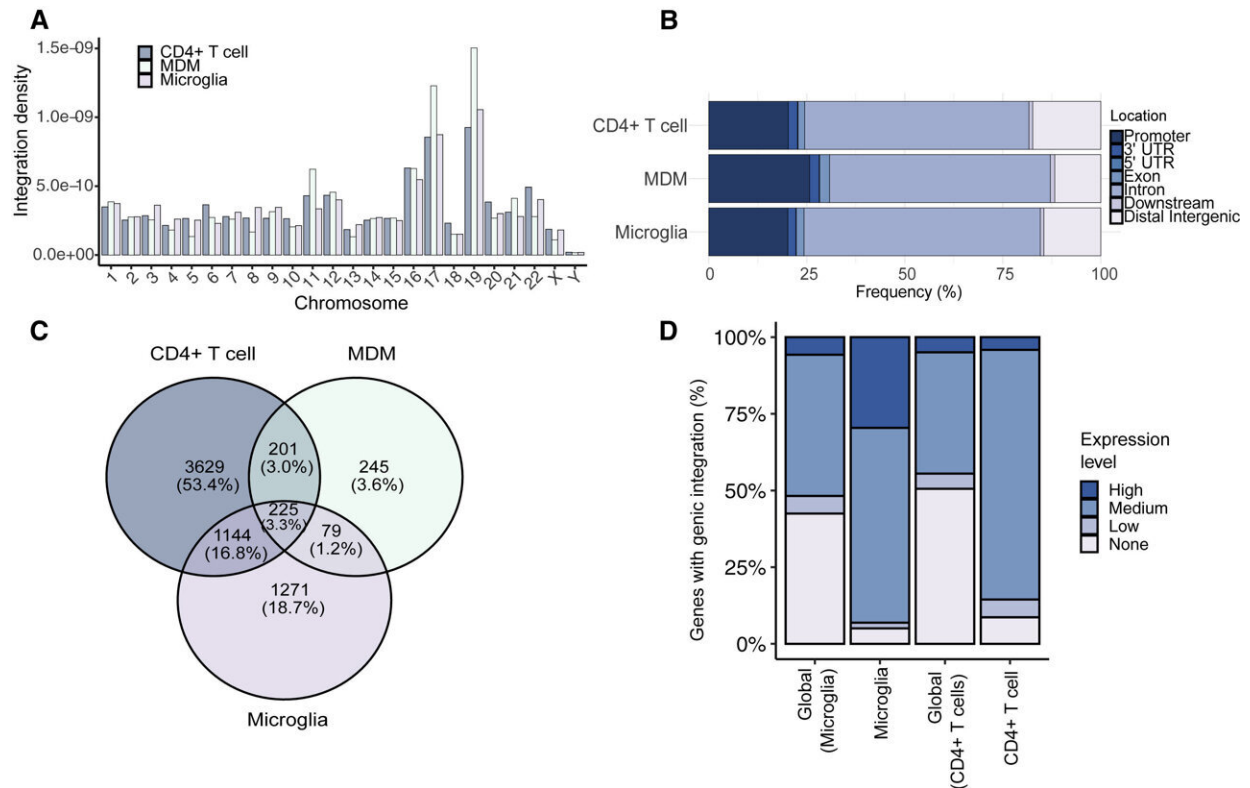 A
Integration density
1.5e-09
1.0e-09
5.0e-10
0.0e+00
CD4+ T cell
MDM
Microglia
1 2 3 4 5 6 7 8 9 10 11 12 13 14 15 16 17 18 19 20 21 22 X Y
Chromosome
B
CD4+ T cell
MDM
Microglia
0 25 50 75 100
Frequency (%)
Location
Promoter
3' UTR
5' UTR
Exon
Intron
Downstream
Distal Intergenic
C
CD4+ T cell
MDM
3629
(53.4%)
201
(3.0%)
245
(3.6%)
225
(3.3%)
1144
(16.8%)
79
(1.2%)
1271
(18.7%)
Microglia
D
Genes with genic integration (%)
100%
75%
50%
25%
0%
Global
(Microglia)
Microglia
Global
(CD4+ T cells)
CD4+ T cell
Expression
level
High
Medium
Low
None